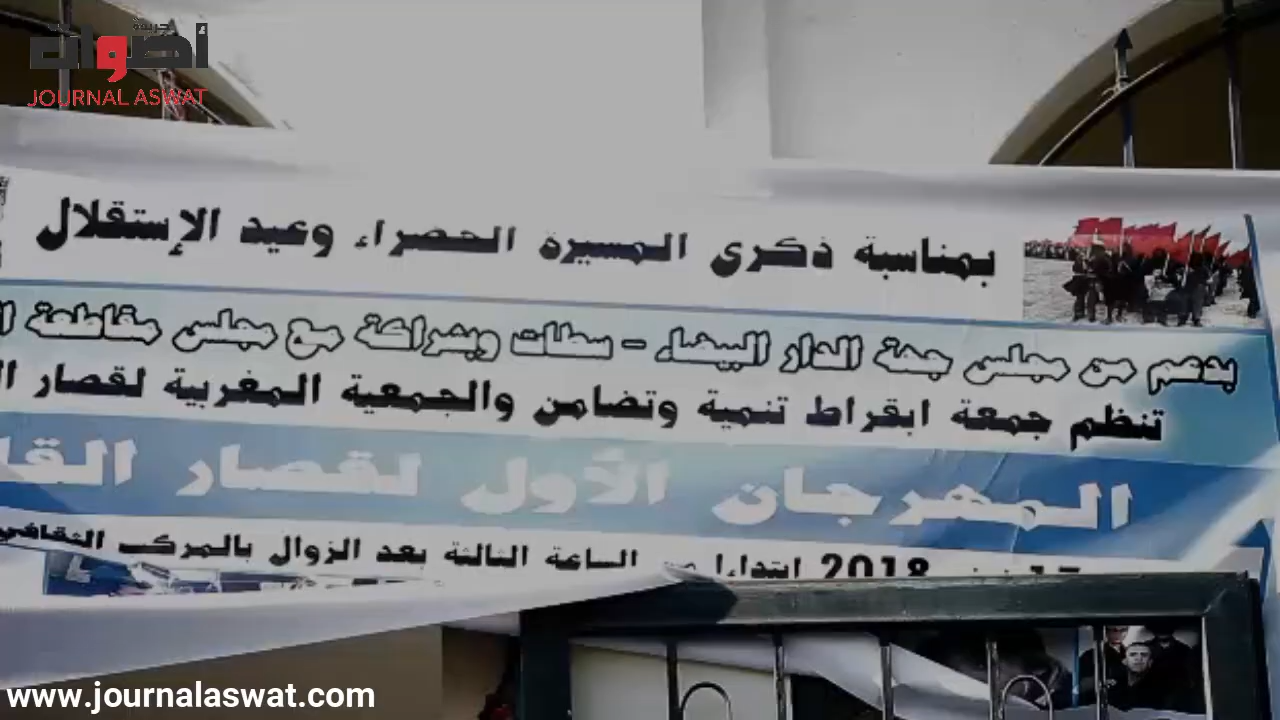 جريدة
أصوات
JOURNAL ASWAT
بمناسبة ذكرى المسيرة الخضراء وعيد الإستقلال
بدعم من مجلس جهة الدار البيضاء - سطات وبشراكة مع مجلس مقاطعة
تنظم جمعة ابقراط تنمية وتضامن والجمعية المغربية لقصار
المهرجان الأول لقصار
2018 ابتداءا من الساعة الثالثة بعد الزوال بالمركب الثقافي
www.journalaswat.com